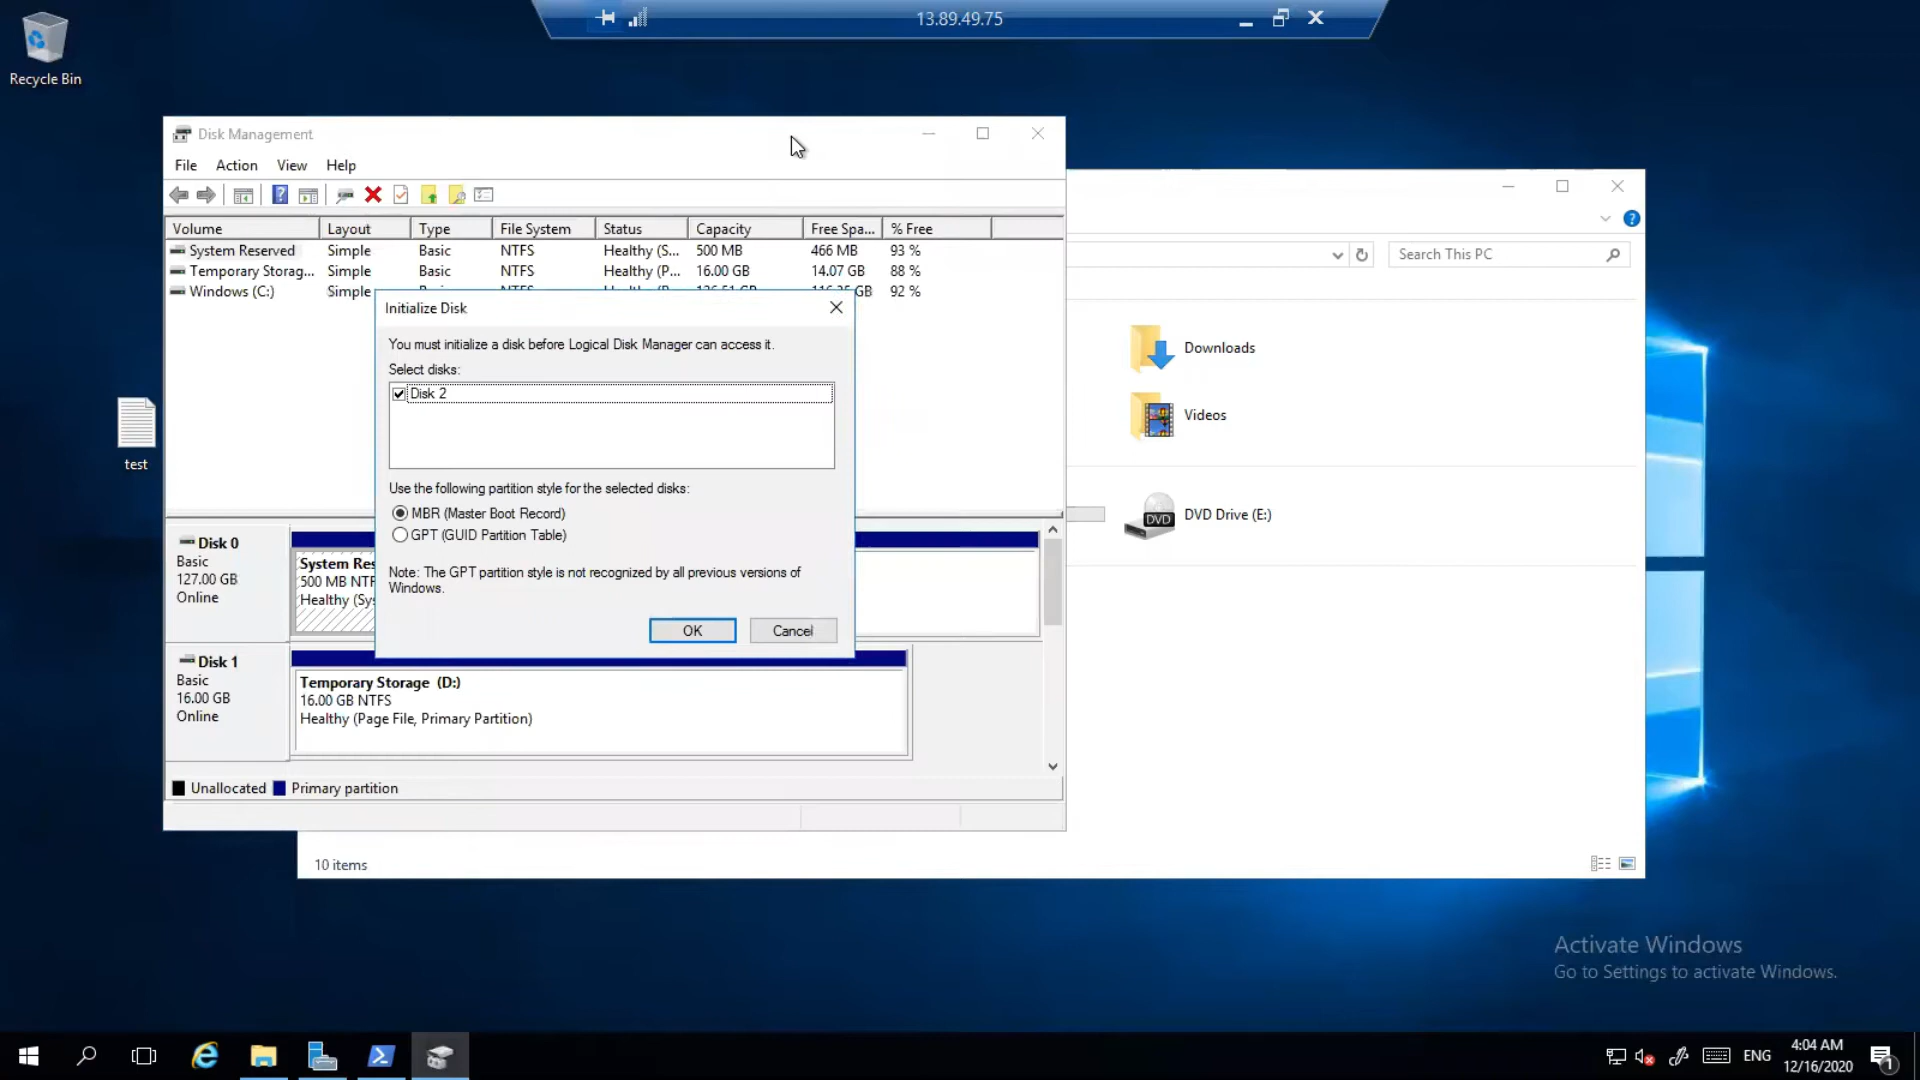 13.89.49.75
Recycle Bin
test
Disk Management
File Action View Help
Volume Layout Type File System Status Capacity Free Spa... % Free
System Reserved Simple Basic NTFS Healthy (S... 500 MB 466 MB 93 %
Temporary Storag... Simple Basic NTFS Healthy (P... 16.00 GB 14.07 GB 88 %
Windows (C:) Simple 92 %
Initialize Disk
You must initialize a disk before Logical Disk Manager can access it.
Select disks:
Disk 2
Use the following partition style for the selected disks:
MBR (Master Boot Record)
GPT (GUID Partition Table)
Note: The GPT partition style is not recognized by all previous versions of
Windows.
OK Cancel
Disk 0
Basic
127.00 GB
Online
System Res
500 MB NTF
Healthy (Sys
Disk 1
Basic
16.00 GB
Online
Temporary Storage (D:)
16.00 GB NTFS
Healthy (Page File, Primary Partition)
Unallocated Primary partition
Search This PC
Downloads
Videos
DVD
DVD Drive (E:)
10 items
Activate Windows
Go to Settings to activate Windows.
ENG
4:04 AM
12/16/2020
1